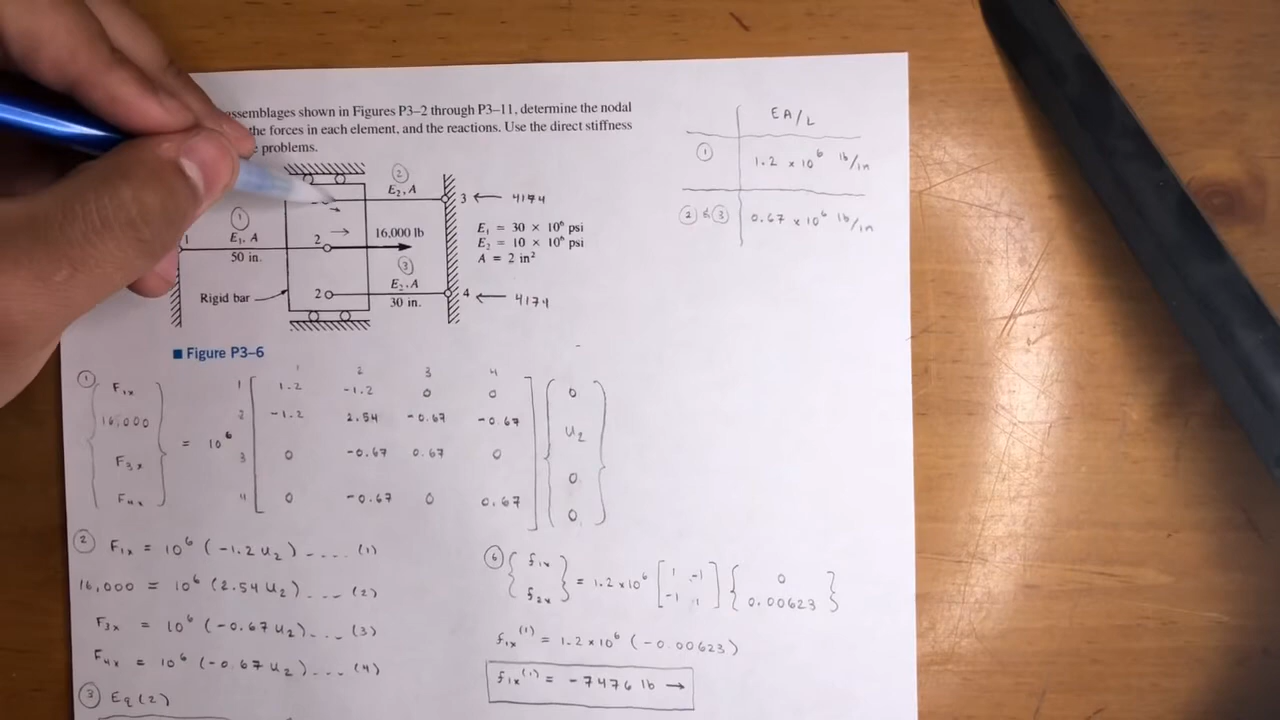 assemblages shown in Figures P3–2 through P3–11, determine the nodal
the forces in each element, and the reactions. Use the direct stiffness
problems.
② E₂, A
3 ← 4174
① E₁, A
50 in.
1
2
16,000 lb
③ E₂, A
30 in.
Rigid bar
2
4 ← 4174
E₁ = 30 × 10⁶ psi
E₂ = 10 × 10⁶ psi
A = 2 in²
■ Figure P3–6
EA/L
① 1.2 × 10⁶ lb/in
② & ③ 0.67 × 10⁶ lb/in
1 2 3 4
① F1x 1 1.2 -1.2 0 0 0
16,000 2 -1.2 2.54 -0.67 -0.67 u₂
= 10⁶
F3x 3 0 -0.67 0.67 0 0
F4x 4 0 -0.67 0 0.67 0
② F1x = 10⁶ (-1.2 u₂) .... (1)
16,000 = 10⁶ (2.54 u₂) ... (2)
F3x = 10⁶ (-0.67 u₂) ... (3)
F4x = 10⁶ (-0.67 u₂) ... (4)
③ Eq (2)
⑥ { f1x f2x } = 1.2 × 10⁶ [ 1 -1 -1 1 ] { 0 0.00623 }
f1x⁽¹⁾ = 1.2 × 10⁶ (-0.00623)
f1x⁽¹⁾ = -7476 lb →